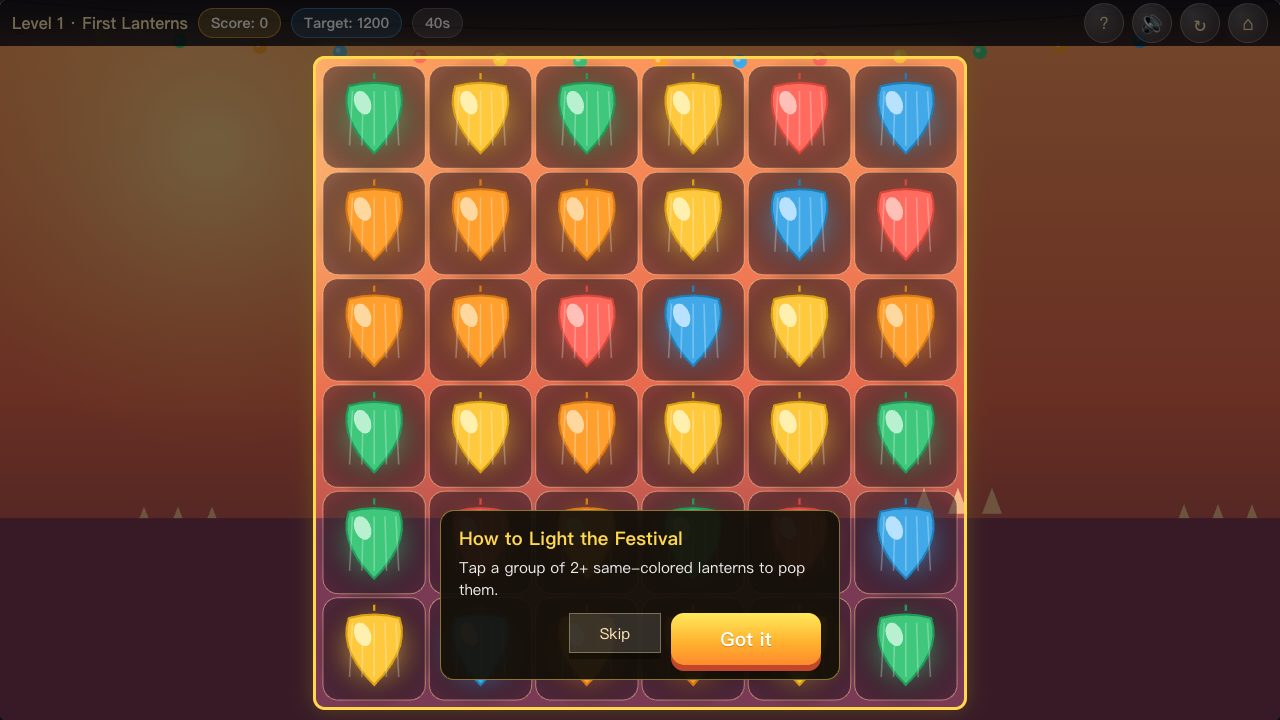 Level 1 · First Lanterns
Score: 0
Target: 1200
40s
?
How to Light the Festival
Tap a group of 2+ same-colored lanterns to pop
them.
Skip
Got it